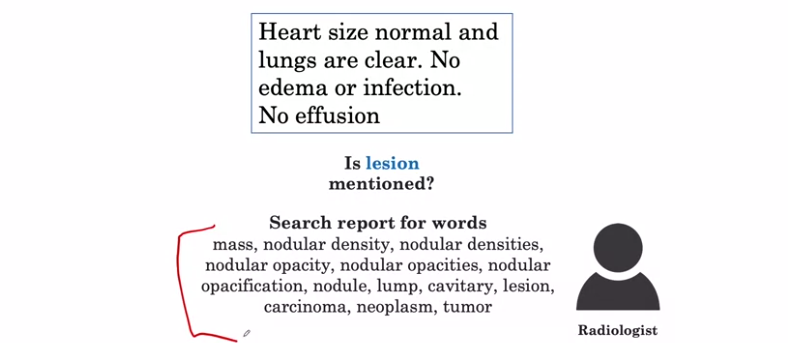 Heart size normal and
lungs are clear. No
edema or infection.
No effusion
Is lesion
mentioned?
Search report for words
mass, nodular density, nodular densities,
nodular opacity, nodular opacities, nodular
opacification, nodule, lump, cavitary, lesion,
carcinoma, neoplasm, tumor
Radiologist